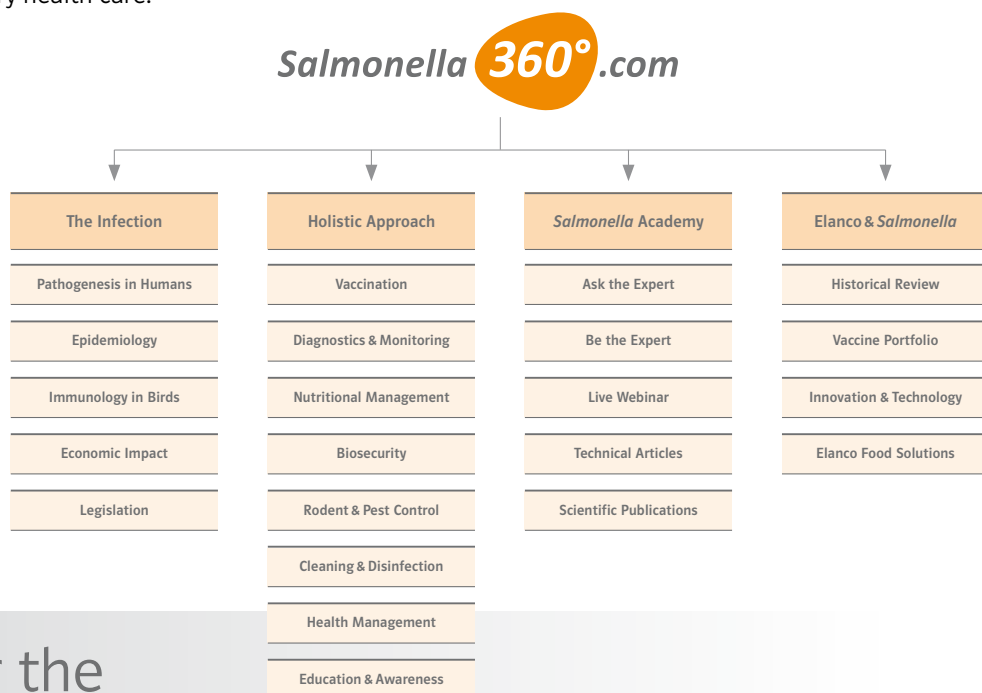 y health care.
Salmonella 360° .com
The Infection
Pathogenesis in Humans
Epidemiology
Immunology in Birds
Economic Impact
Legislation
Holistic Approach
Vaccination
Diagnostics & Monitoring
Nutritional Management
Biosecurity
Rodent & Pest Control
Cleaning & Disinfection
Health Management
Education & Awareness
Salmonella Academy
Ask the Expert
Be the Expert
Live Webinar
Technical Articles
Scientific Publications
Elanco & Salmonella
Historical Review
Vaccine Portfolio
Innovation & Technology
Elanco Food Solutions
the